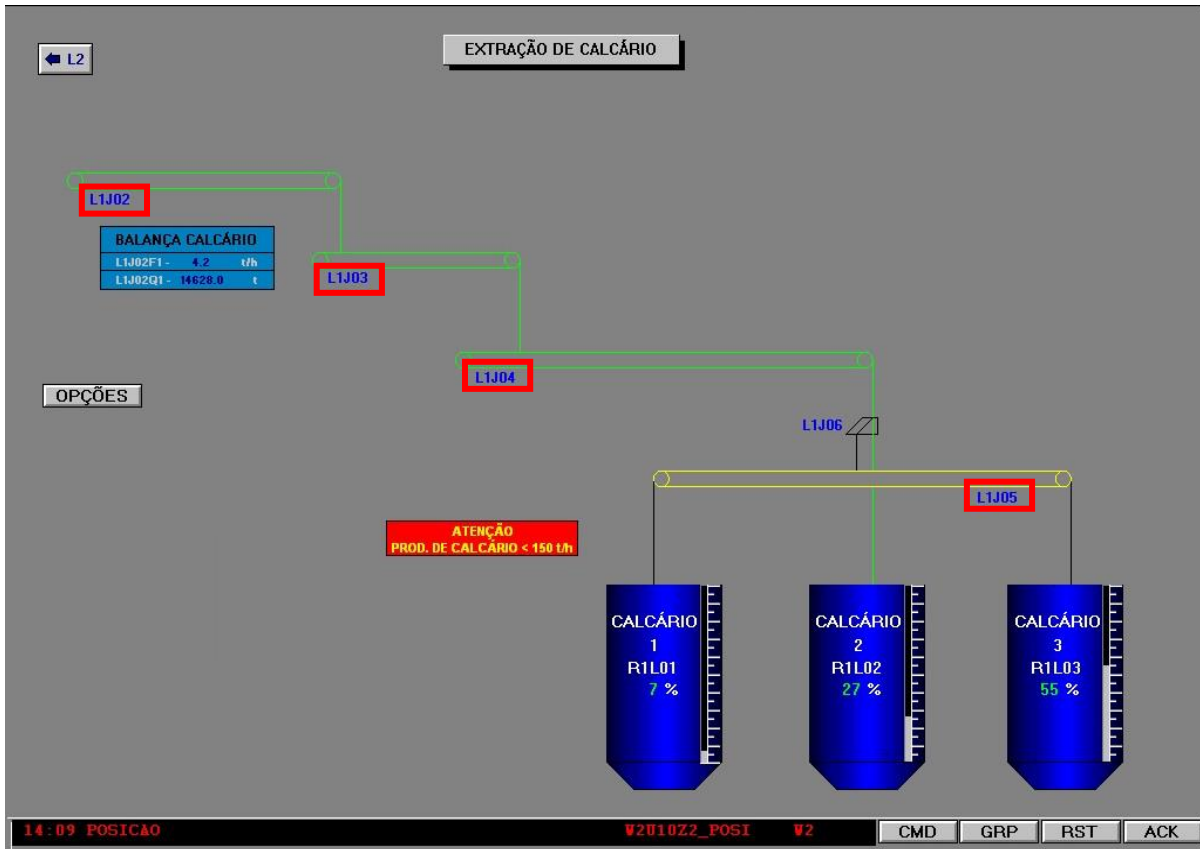 L2
EXTRAÇÃO DE CALCÁRIO
L1J02
BALANÇA CALCÁRIO
L1J02F1 - 4.2 t/h
L1J02Q1 - 14628.0 t
L1J03
L1J04
OPÇÕES
L1J06
L1J05
ATENÇÃO
PROD. DE CALCÁRIO < 150 t/h
CALCÁRIO
1
R1L01
7 %
CALCÁRIO
2
R1L02
27 %
CALCÁRIO
3
R1L03
55 %
14:09 POSICAO W2U10Z2_POSI W2 CMD GRP RST ACK